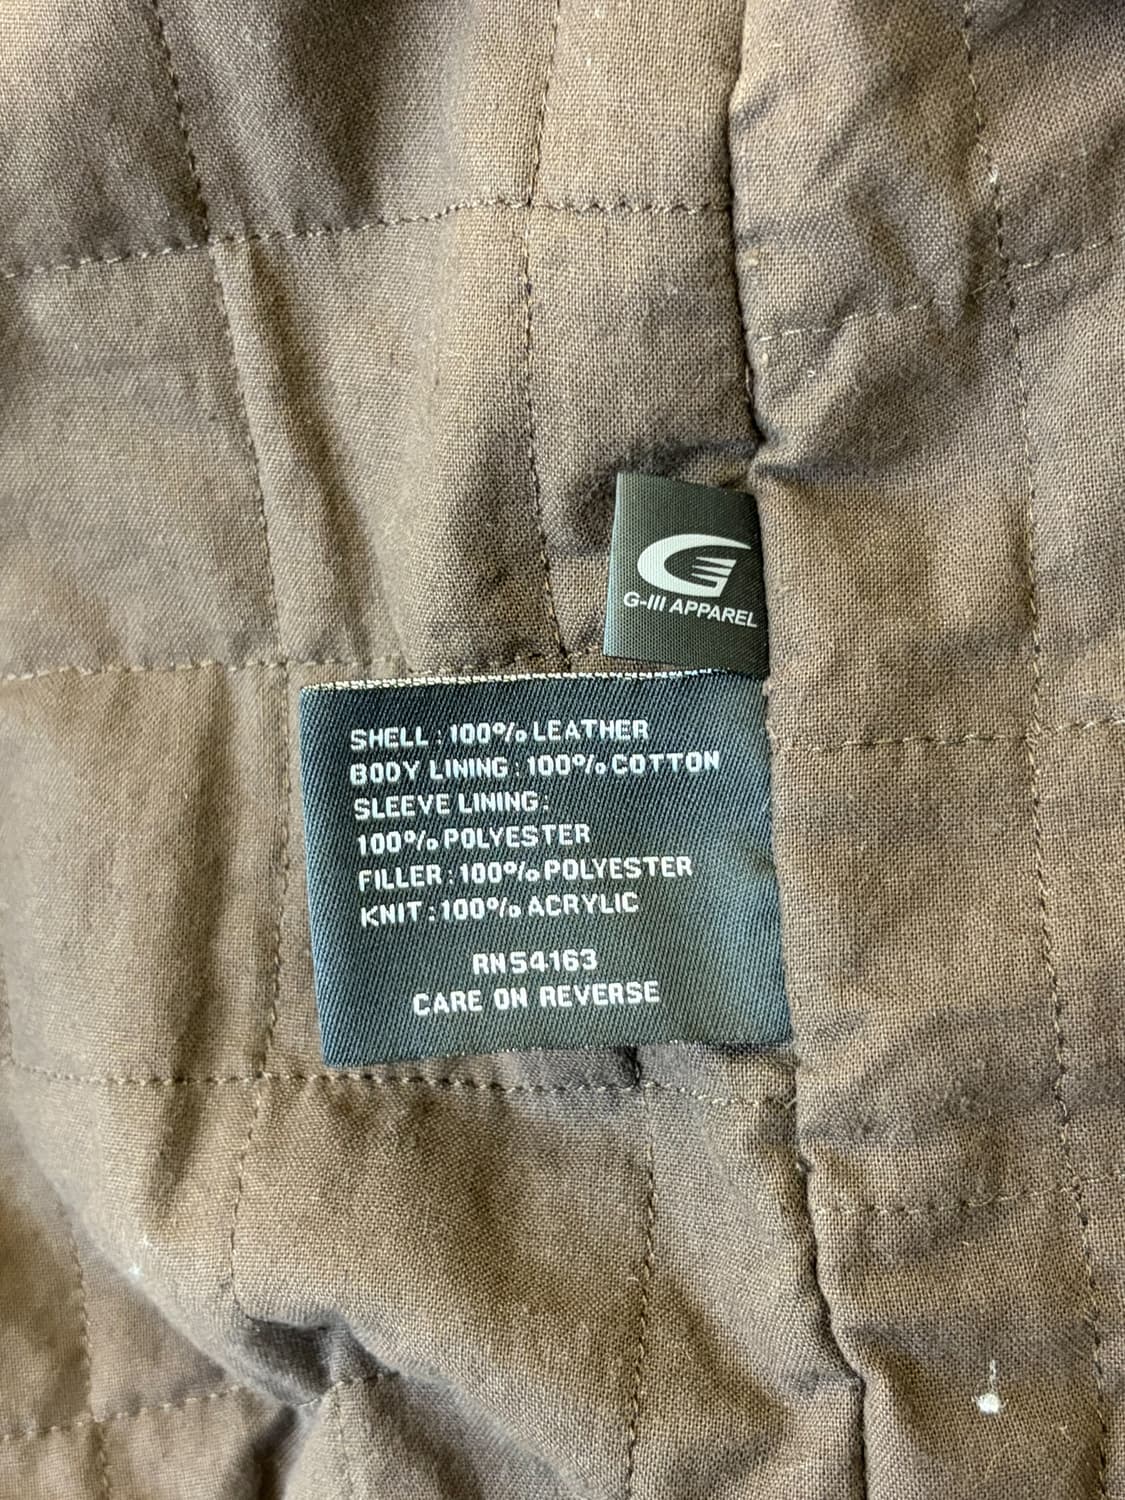 G-III APPAREL
SHELL: 100% LEATHER
BODY LINING: 100% COTTON
SLEEVE LINING:
100% POLYESTER
FILLER: 100% POLYESTER
KNIT: 100% ACRYLIC
RN54163
CARE ON REVERSE